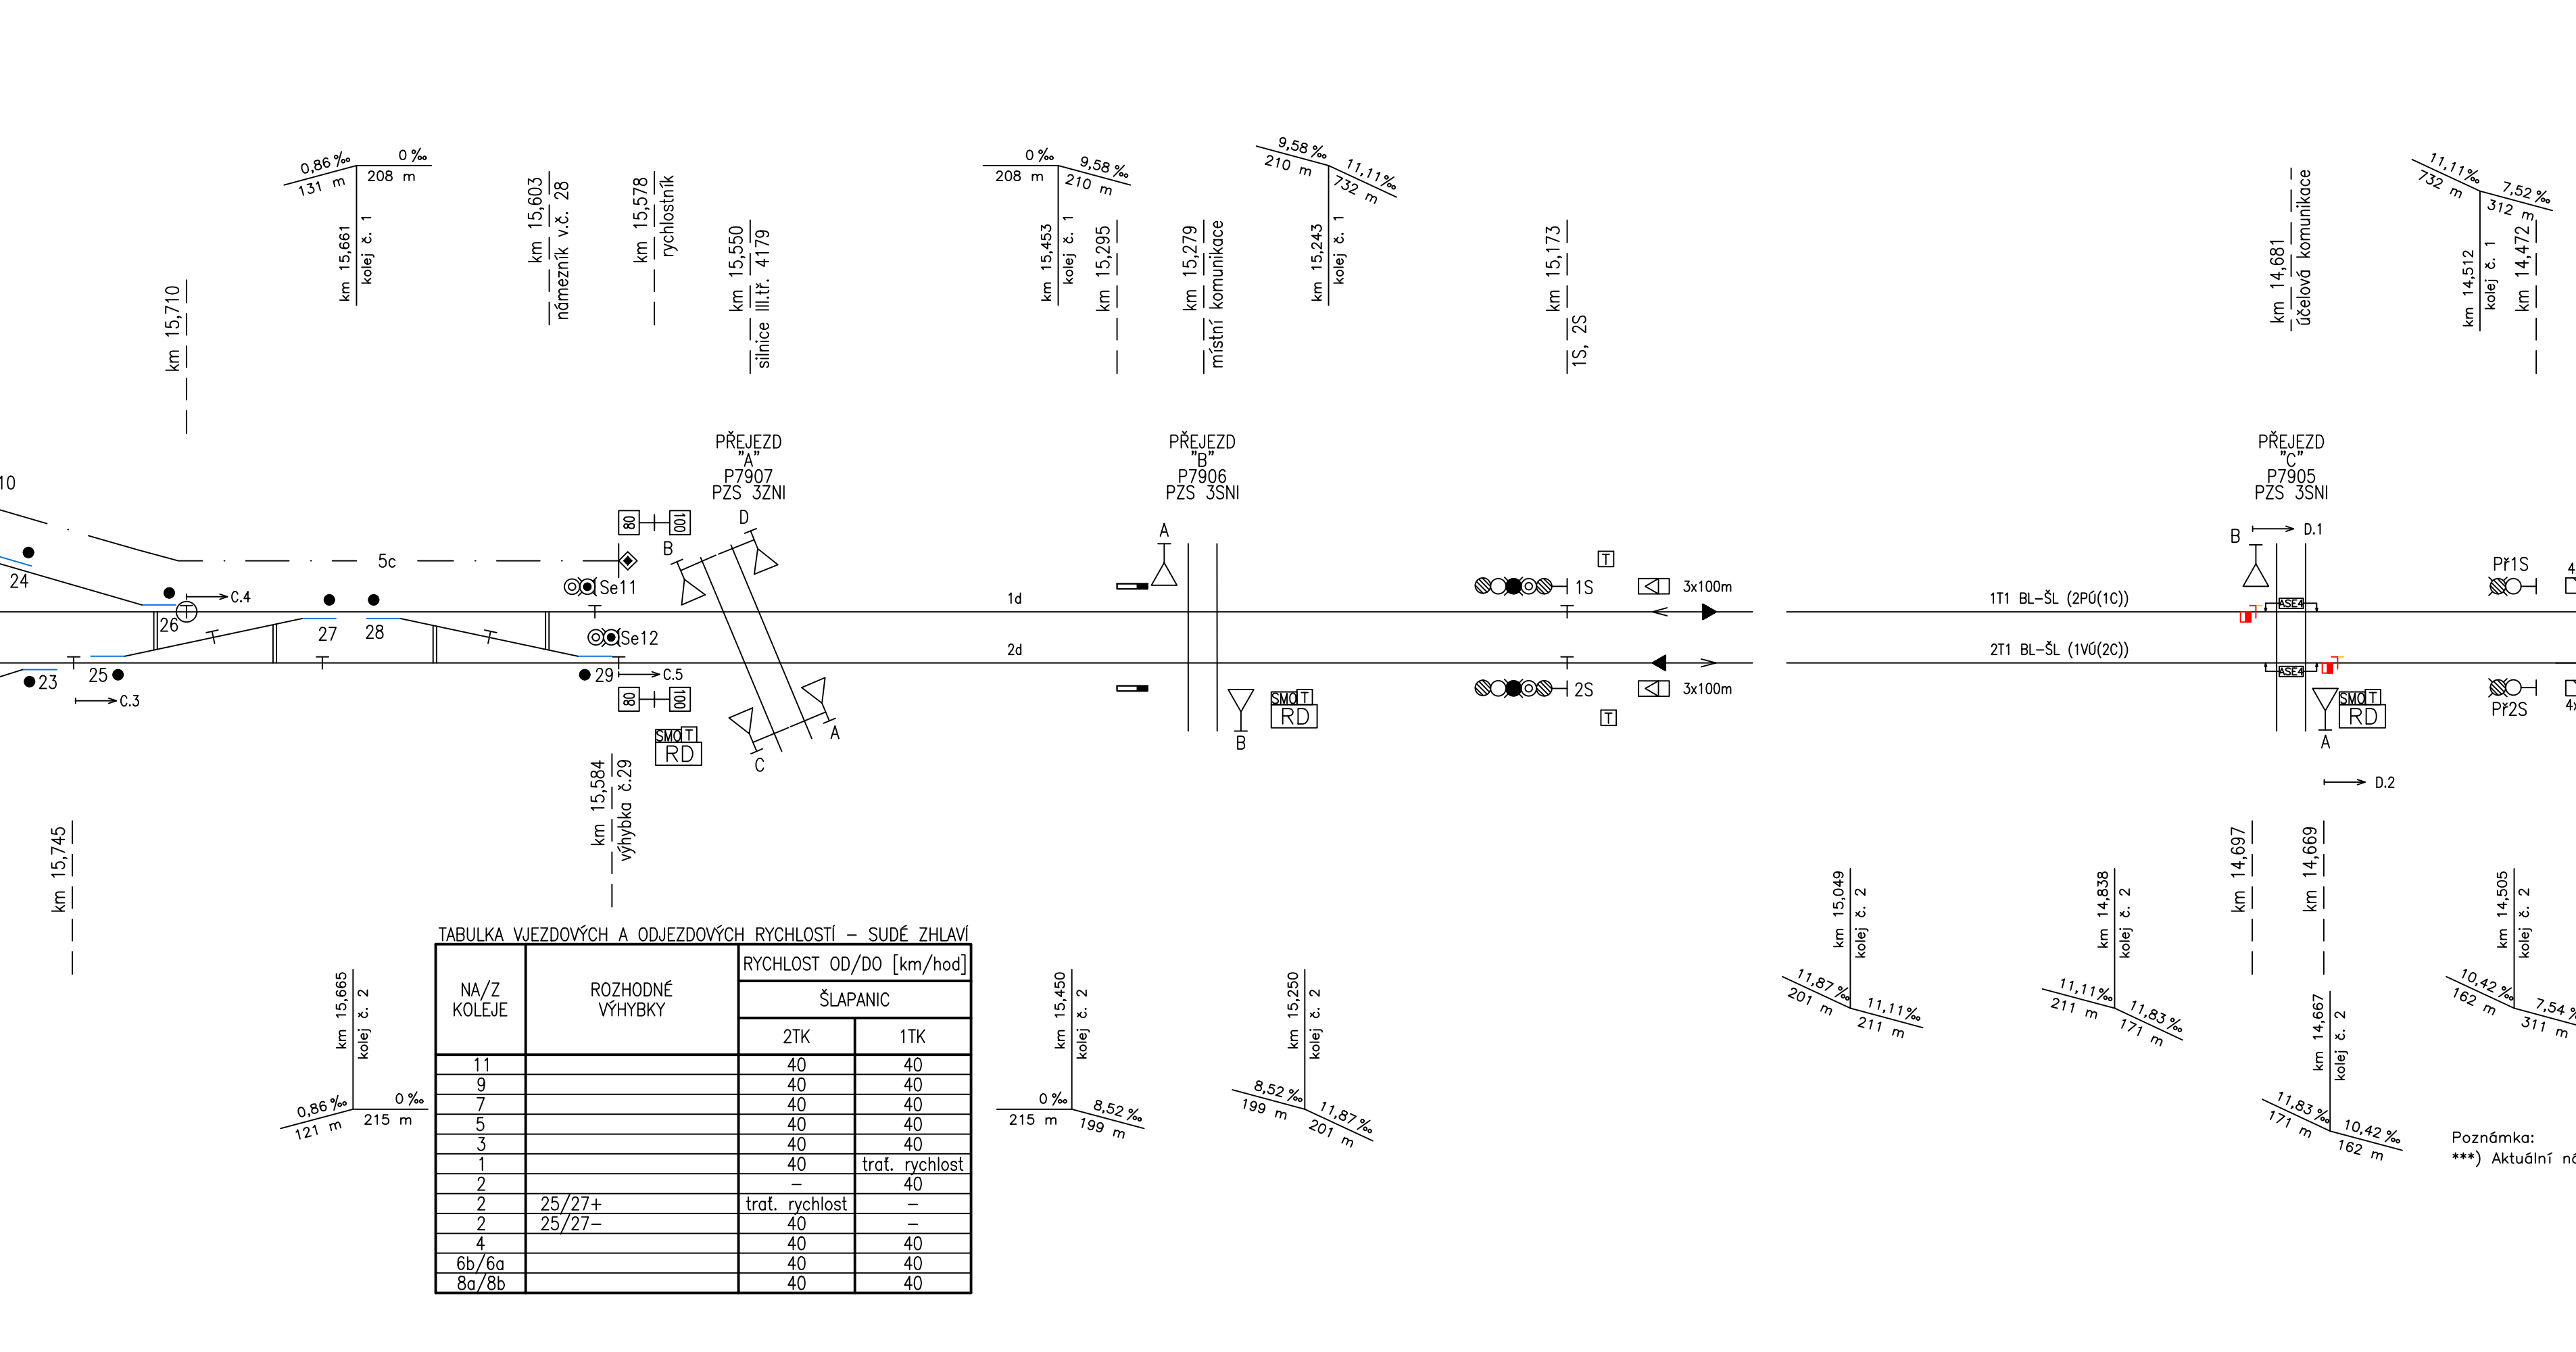 0,86 ‰ 0 ‰
131 m 208 m
km 15,661
kolej č. 1
km 15,603
námezník v.č. 28
km 15,578
rychlostník
km 15,550
silnice III.tř. 4179
0 ‰ 9,58 ‰
208 m 210 m
km 15,453
kolej č. 1
km 15,295
km 15,279
místní komunikace
9,58 ‰ 11,11‰
210 m 732 m
km 15,243
kolej č. 1
km 15,173
1S, 2S
km 14,681
účelová komunikace
11,11‰ 7,52 ‰
732 m 312 m
km 14,512
kolej č. 1
km 14,472
km 15,710
PŘEJEZD
"A"
P7907
PZS 3ZNI
PŘEJEZD
"B"
P7906
PZS 3SNI
PŘEJEZD
"C"
P7905
PZS 3SNI
10
80 100
D
B
A
B
D.1
24
5c
Se11
1S
T
3x100m
Př1S
4
C.4
26
27
28
1d
1T1 BL-ŠL (2PÚ(1C))
ASE4
Se12
2d
2T1 BL-ŠL (1VÚ(2C))
ASE4
23
25
29
C.5
C.3
80 100
SMO T
RD
C
A
B
SMO T
RD
2S
T
3x100m
A
SMO T
RD
Př2S
4x
D.2
km 15,584
výhybka č.29
km 15,745
km 14,697
km 14,669
km 15,665
kolej č. 2
0,86 ‰ 0 ‰
121 m 215 m
TABULKA VJEZDOVÝCH A ODJEZDOVÝCH RYCHLOSTÍ – SUDÉ ZHLAVÍ
NA/Z KOLEJE ROZHODNÉ VÝHYBKY RYCHLOST OD/DO [km/hod]
ŠLAPANIC
2TK 1TK
11 40 40
9 40 40
7 40 40
5 40 40
3 40 40
1 40 trať. rychlost
2 – 40
2 25/27+ trať. rychlost –
2 25/27– 40 –
4 40 40
6b/6a 40 40
8a/8b 40 40
km 15,450
kolej č. 2
0 ‰ 8,52 ‰
215 m 199 m
km 15,250
kolej č. 2
8,52 ‰ 11,87 ‰
199 m 201 m
km 15,049
kolej č. 2
11,87 ‰ 11,11‰
201 m 211 m
km 14,838
kolej č. 2
11,11‰ 11,83 ‰
211 m 171 m
km 14,667
kolej č. 2
11,83 ‰ 10,42 ‰
171 m 162 m
km 14,505
kolej č. 2
10,42 ‰ 7,54 ‰
162 m 311 m
Poznámka:
***) Aktuální